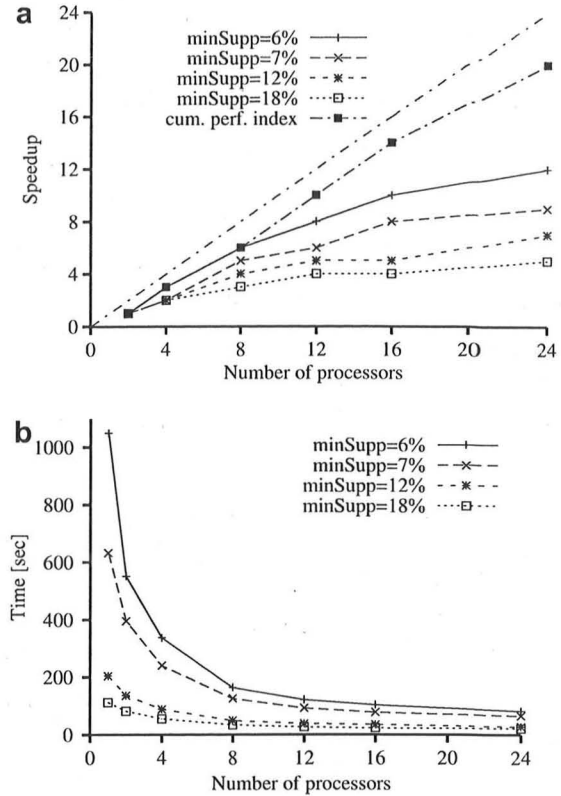 a
24
20
16
12
8
4
0
Speedup
minSupp=6%
minSupp=7%
minSupp=12%
minSupp=18%
cum. perf. index
0 4 8 12 16 20 24
Number of processors
b
1000
800
600
400
200
0
Time [sec]
minSupp=6%
minSupp=7%
minSupp=12%
minSupp=18%
0 4 8 12 16 20 24
Number of processors